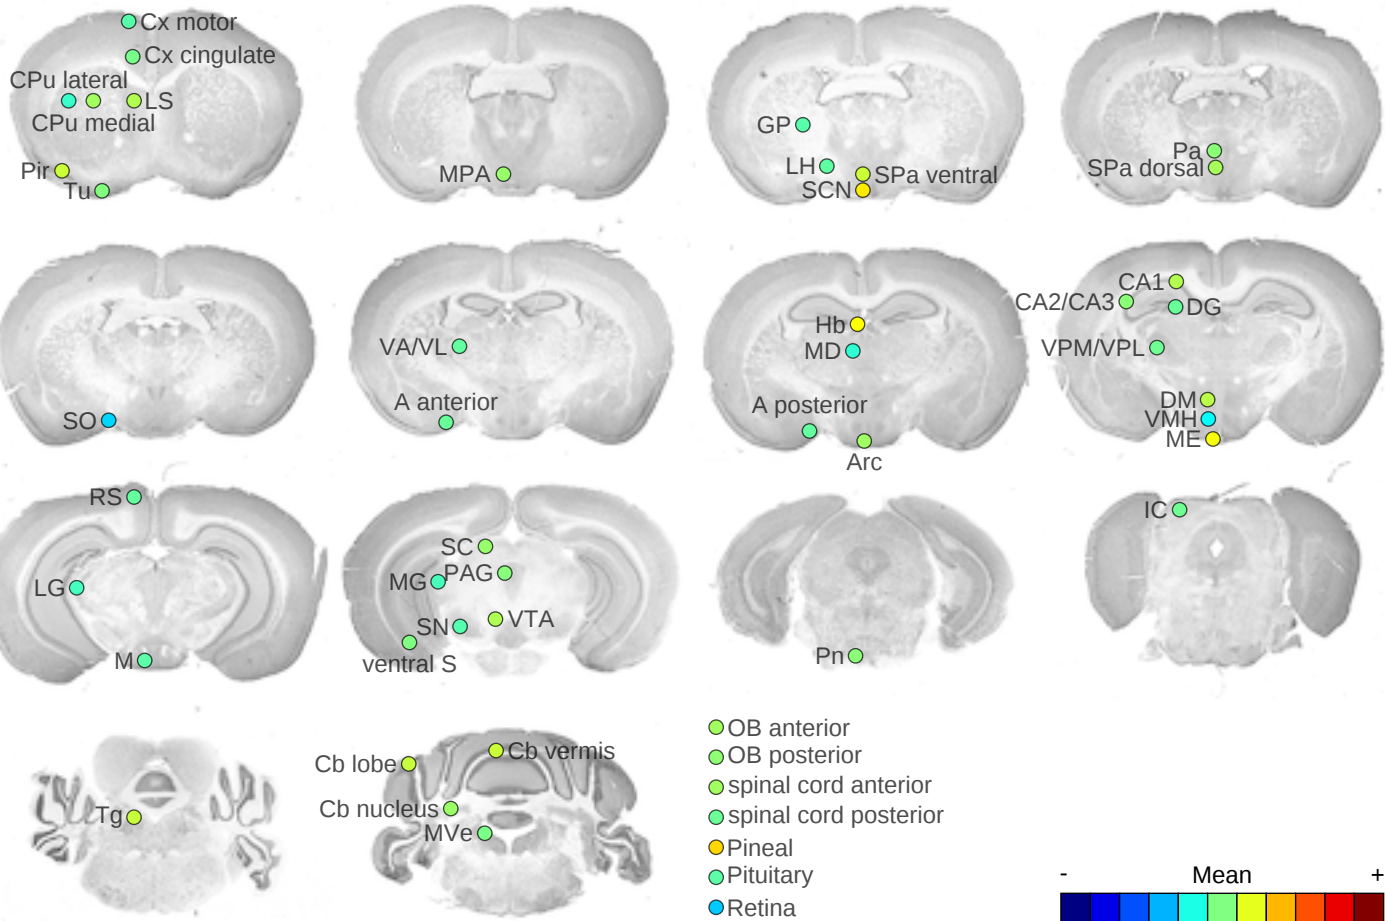 Cx motor
Cx cingulate
CPu lateral
LS
CPu medial
Pir
Tu
MPA
GP
LH
SPa ventral
SCN
Pa
SPa dorsal
SO
VA/VL
A anterior
Hb
MD
A posterior
Arc
CA1
CA2/CA3
DG
VPM/VPL
DM
VMH
ME
RS
LG
M
SC
PAG
MG
VTA
SN
ventral S
Pn
IC
Tg
Cb lobe
Cb vermis
Cb nucleus
MVe
OB anterior
OB posterior
spinal cord anterior
spinal cord posterior
Pineal
Pituitary
Retina
- Mean +